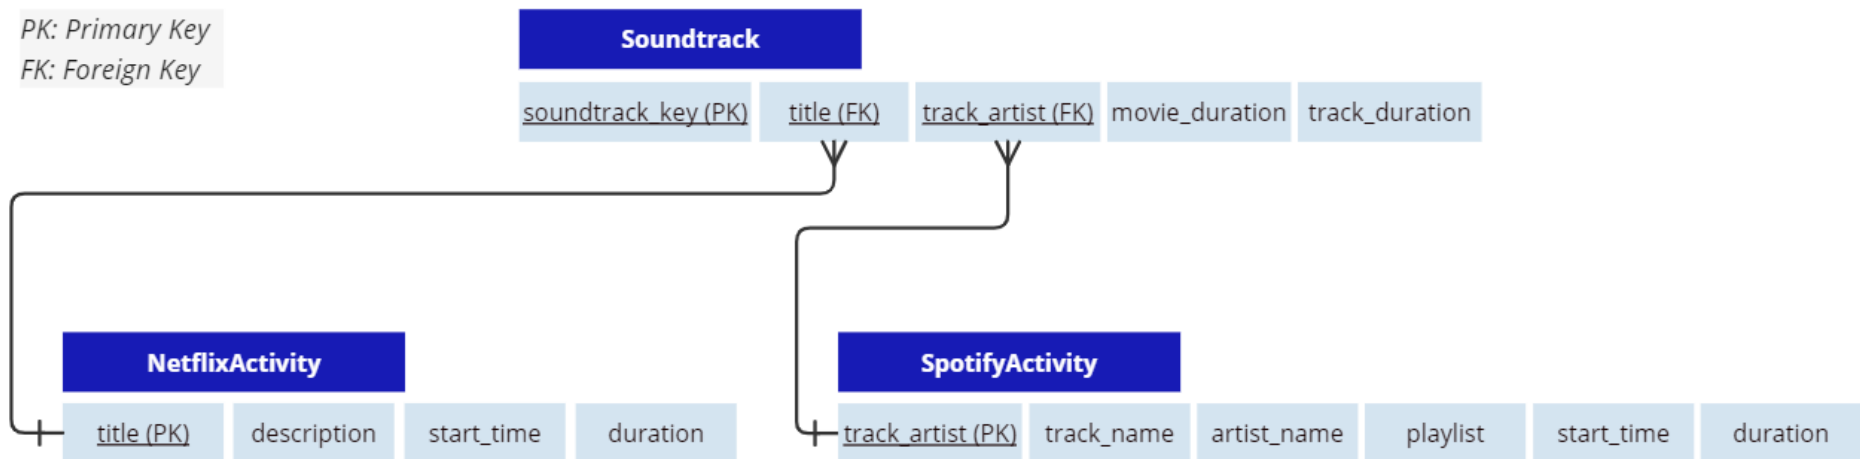 PK: Primary Key
FK: Foreign Key
Soundtrack
soundtrack_key (PK) title (FK) track_artist (FK) movie_duration track_duration
NetflixActivity
title (PK) description start_time duration
SpotifyActivity
track_artist (PK) track_name artist_name playlist start_time duration